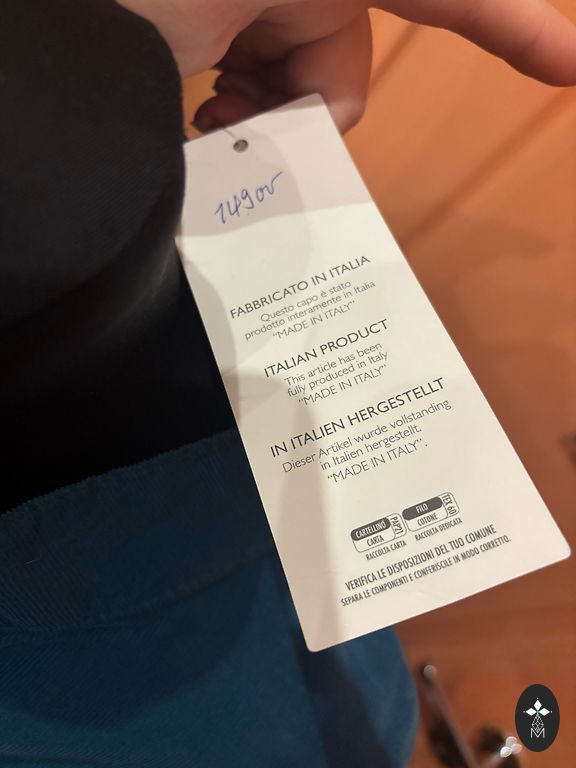 149.00
FABBRICATO IN ITALIA
Questo capo è stato
prodotto interamente in Italia
"MADE IN ITALY"
ITALIAN PRODUCT
This article has been
fully produced in Italy
"MADE IN ITALY"
IN ITALIEN HERGESTELLT
Dieser Artikel wurde vollstanding
in Italien hergestellt.
"MADE IN ITALY".
CARTELLINO PAP21
CARTA
RACCOLTA CARTA
FILO TEX 60
COTONE
RACCOLTA DEDICATA
VERIFICA LE DISPOSIZIONI DEL TUO COMUNE
SEPARA LE COMPONENTI E CONFERISCILE IN MODO CORRETTO.
M